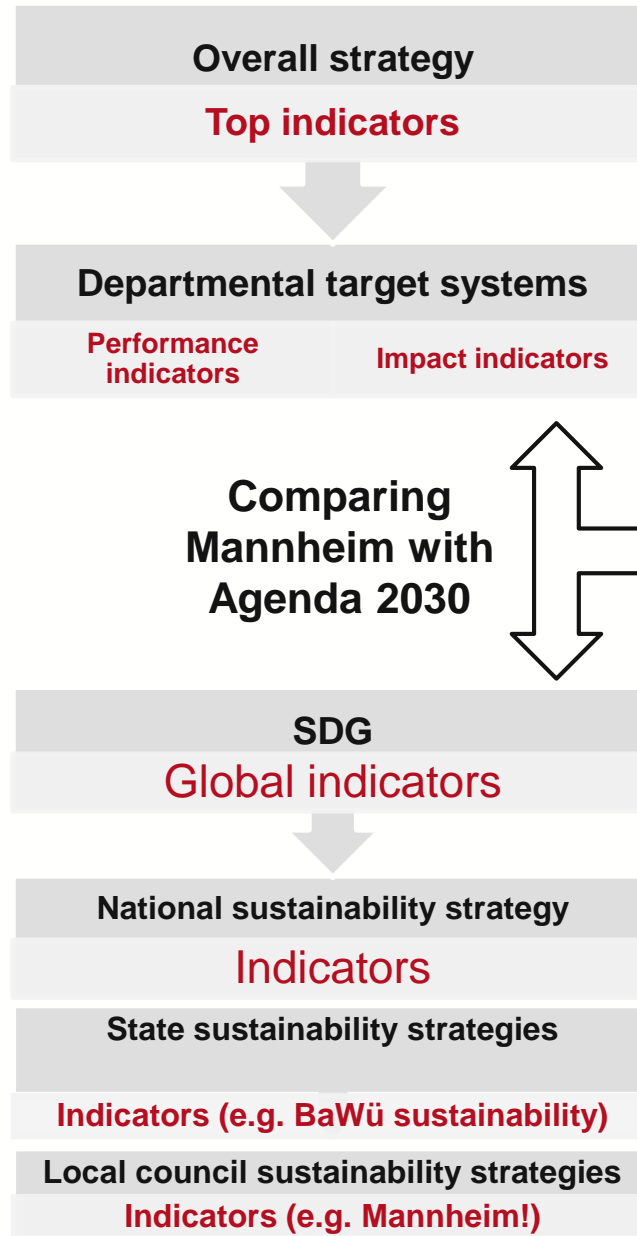 Overall strategy
Top indicators
Departmental target systems
Performance
indicators
Impact indicators
Comparing
Mannheim with
Agenda 2030
SDG
Global indicators
National sustainability strategy
Indicators
State sustainability strategies
Indicators (e.g. BaWü sustainability)
Local council sustainability strategies
Indicators (e.g. Mannheim!)